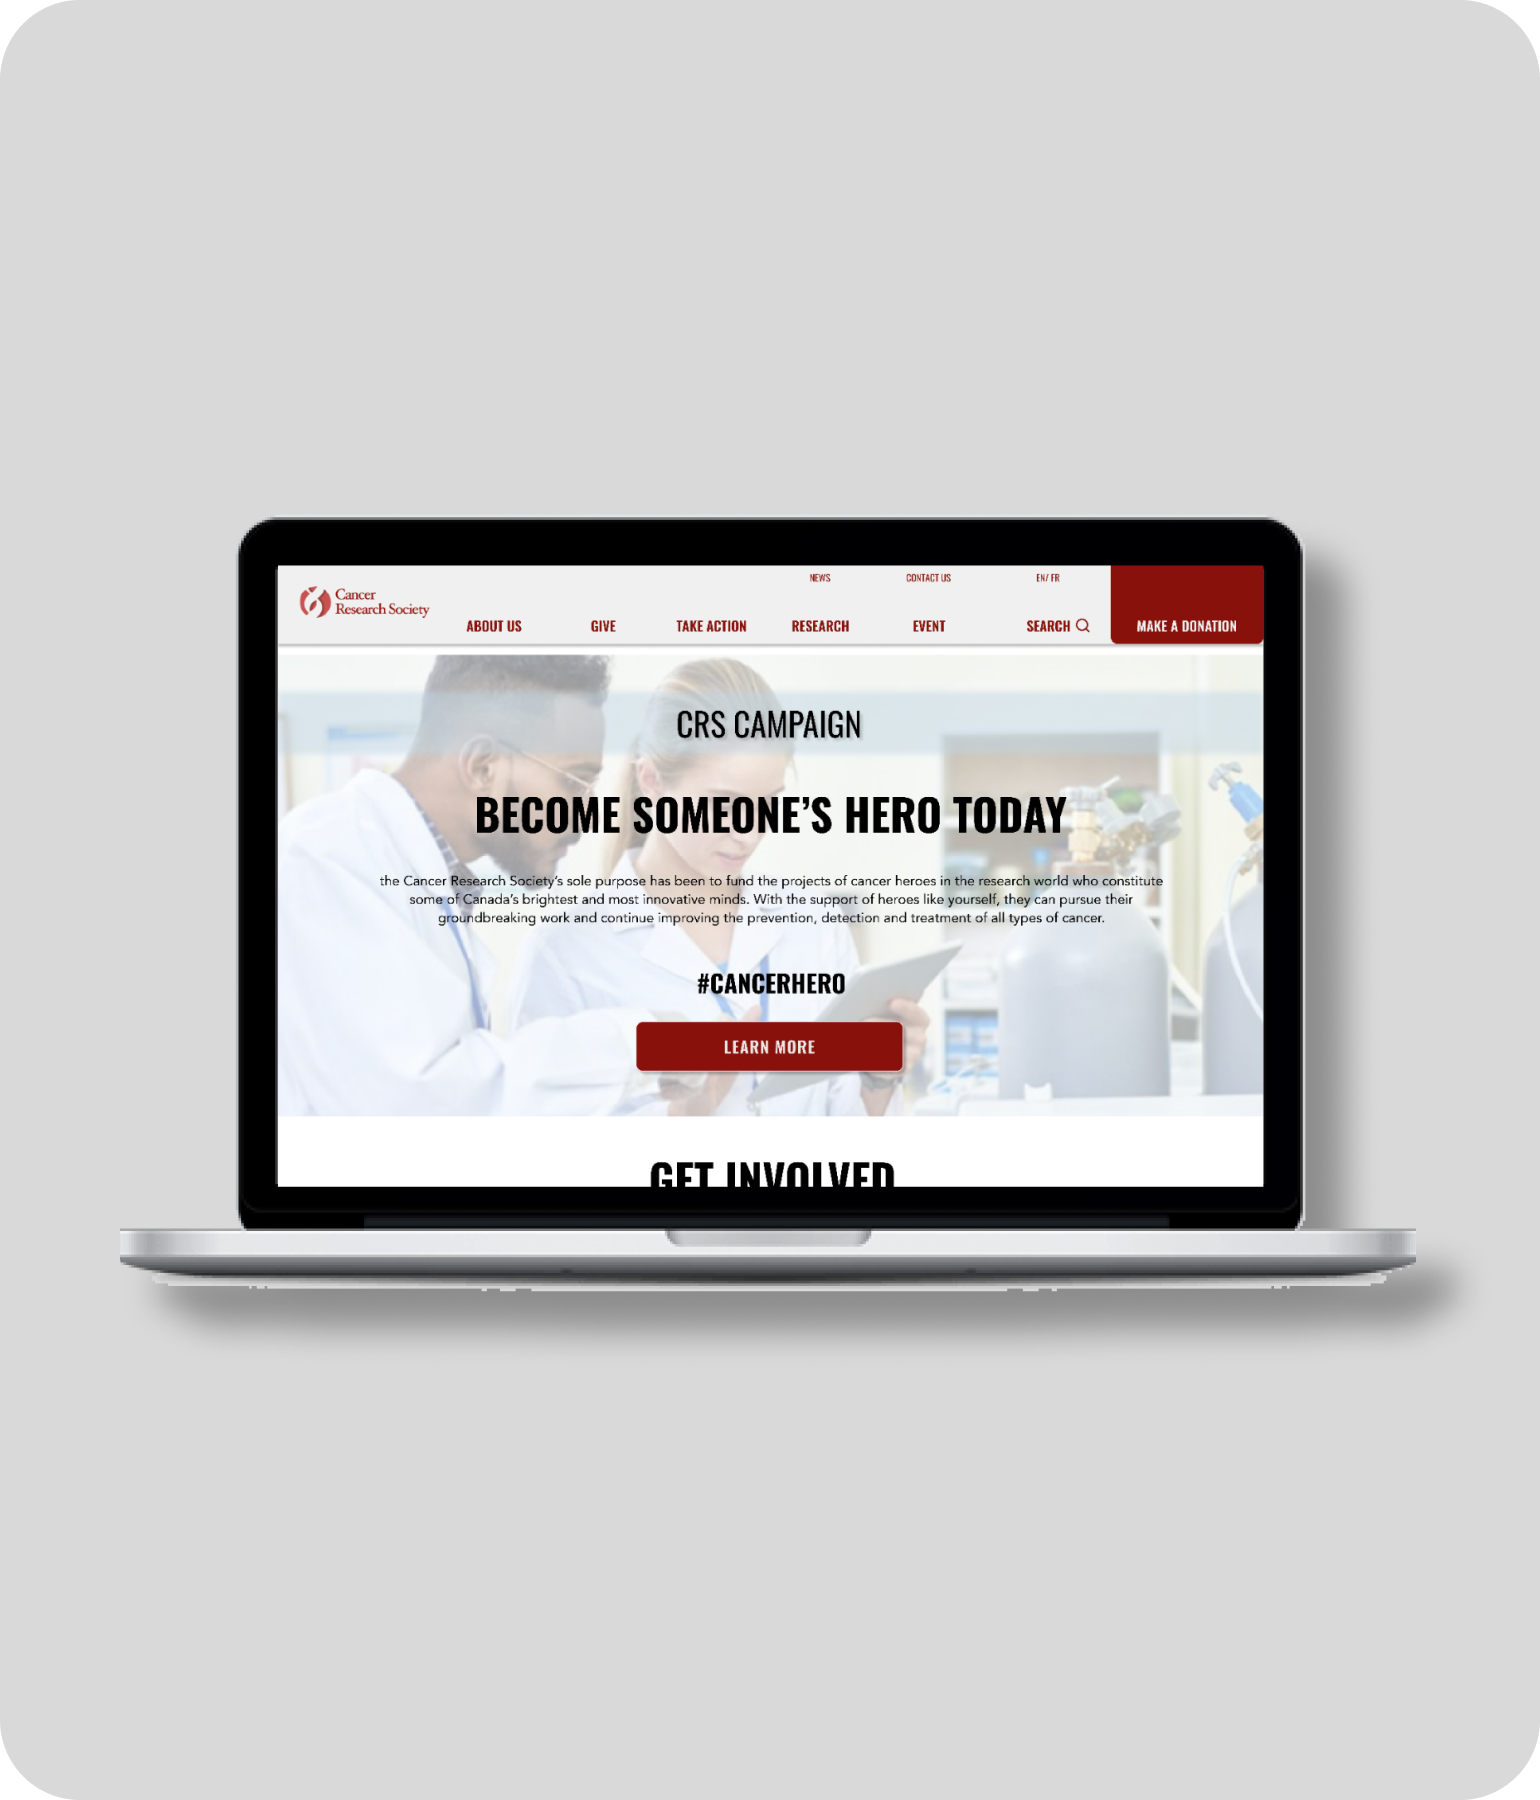 NEWS CONTACT US EN/ FR
Cancer
Research Society
ABOUT US GIVE TAKE ACTION RESEARCH EVENT SEARCH MAKE A DONATION
CRS CAMPAIGN
BECOME SOMEONE'S HERO TODAY
the Cancer Research Society's sole purpose has been to fund the projects of cancer heroes in the research world who constitute
some of Canada's brightest and most innovative minds. With the support of heroes like yourself, they can pursue their
groundbreaking work and continue improving the prevention, detection and treatment of all types of cancer.
#CANCERHERO
LEARN MORE
GET INVOLVED